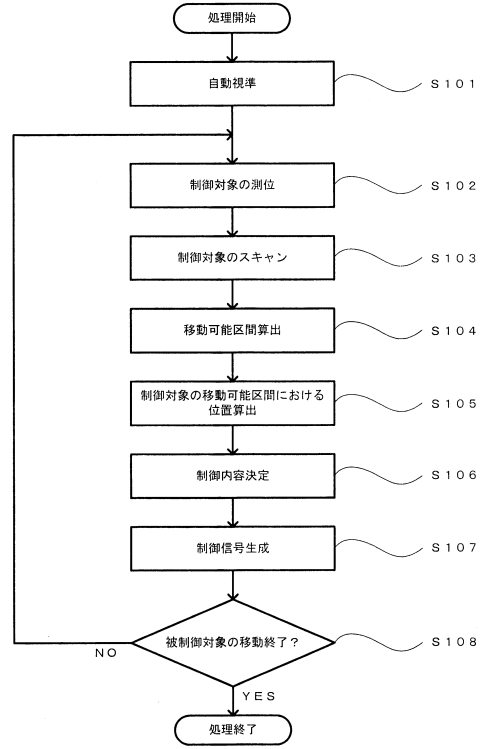 処理開始
自動視準
Ｓ１０１
制御対象の測位
Ｓ１０２
制御対象のスキャン
Ｓ１０３
移動可能区間算出
Ｓ１０４
制御対象の移動可能区間における
位置算出
Ｓ１０５
制御内容決定
Ｓ１０６
制御信号生成
Ｓ１０７
被制御対象の移動終了？
Ｓ１０８
ＮＯ
ＹＥＳ
処理終了